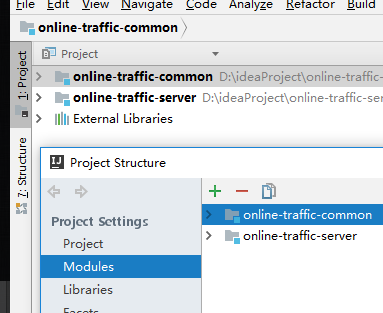 File Edit View Navigate Code Analyze Refactor Build
online-traffic-common
1: Project
Project
online-traffic-common D:\ideaProject\online-traffic-
online-traffic-server D:\ideaProject\online-traffic-se
External Libraries
7: Structure
Project Structure
Project Settings
Project
Modules
Libraries
Facets
online-traffic-common
online-traffic-server